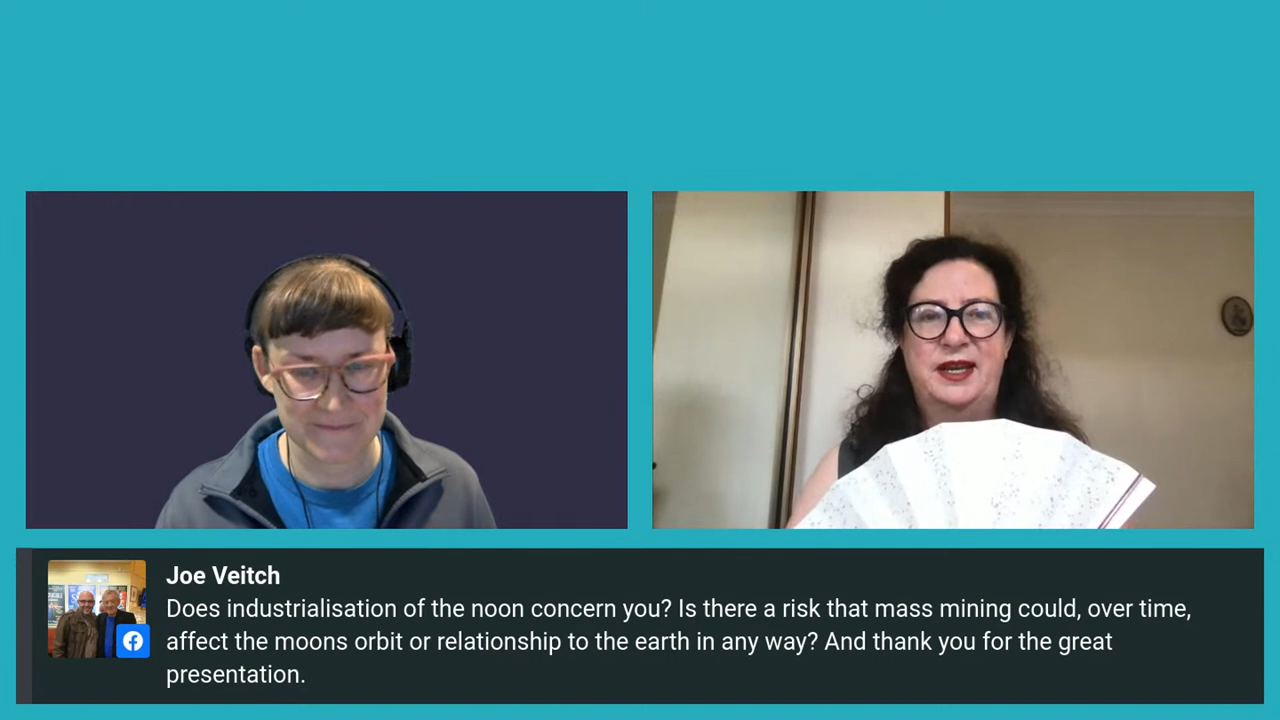 Joe Veitch
Does industrialisation of the noon concern you? Is there a risk that mass mining could, over time,
affect the moons orbit or relationship to the earth in any way? And thank you for the great
presentation.